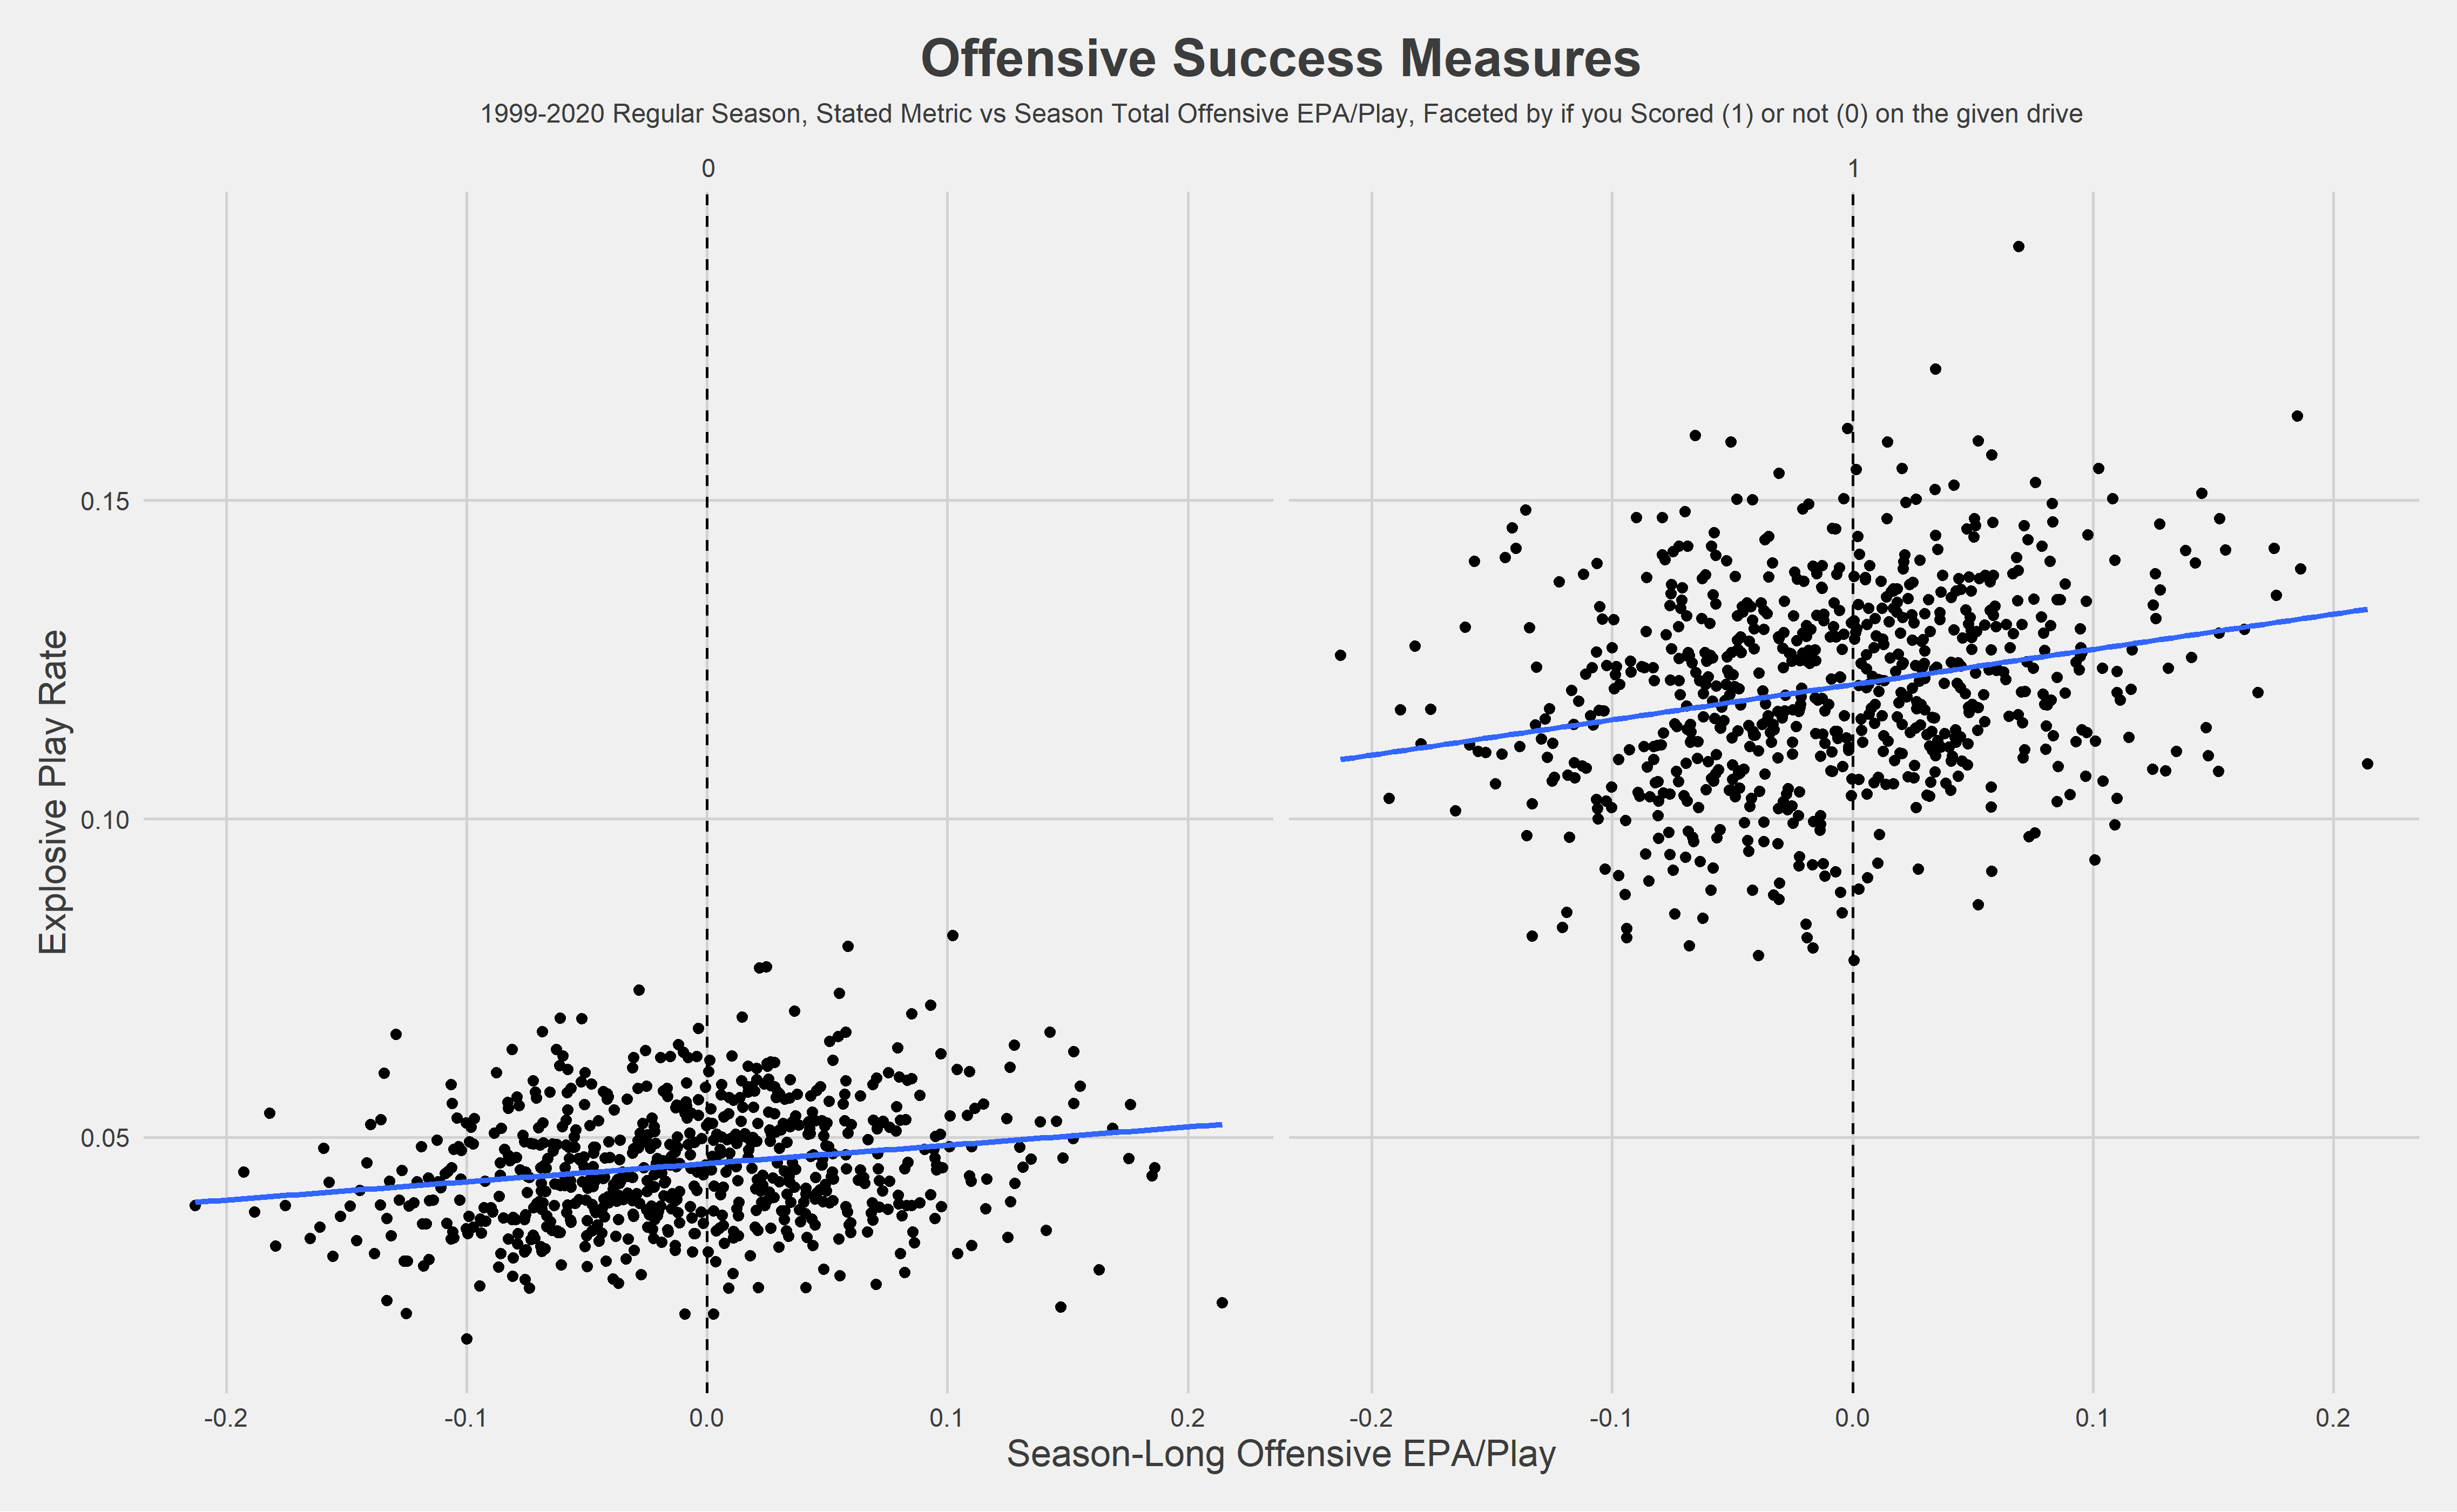 Offensive Success Measures
1999-2020 Regular Season, Stated Metric vs Season Total Offensive EPA/Play, Faceted by if you Scored (1) or not (0) on the given drive
0
1
Explosive Play Rate
0.15
0.10
0.05
-0.2 -0.1 0.0 0.1 0.2
-0.2 -0.1 0.0 0.1 0.2
Season-Long Offensive EPA/Play